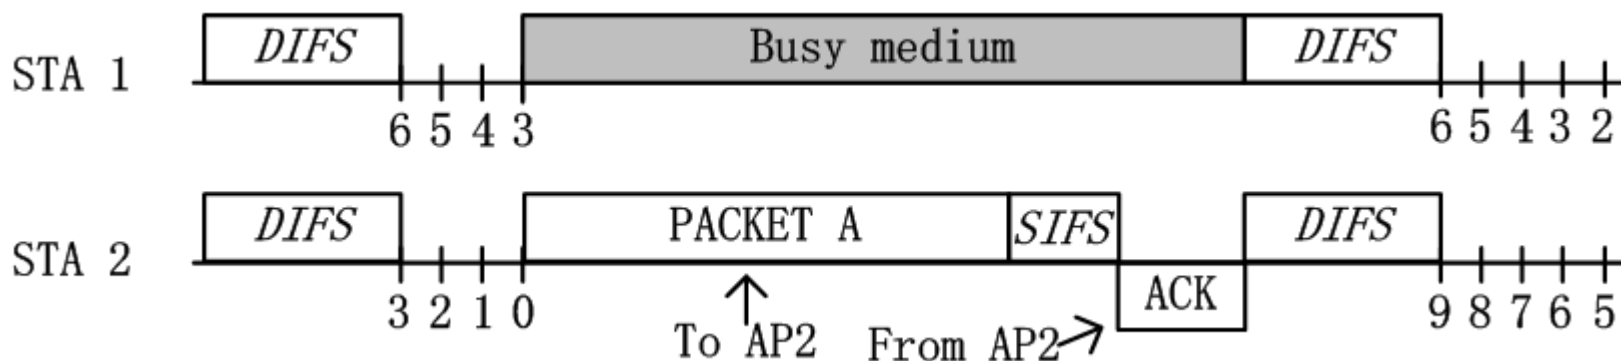 STA 1 DIFS Busy medium DIFS
6 5 4 3 6 5 4 3 2
STA 2 DIFS PACKET A SIFS DIFS
ACK
3 2 1 0 9 8 7 6 5
To AP2 From AP2